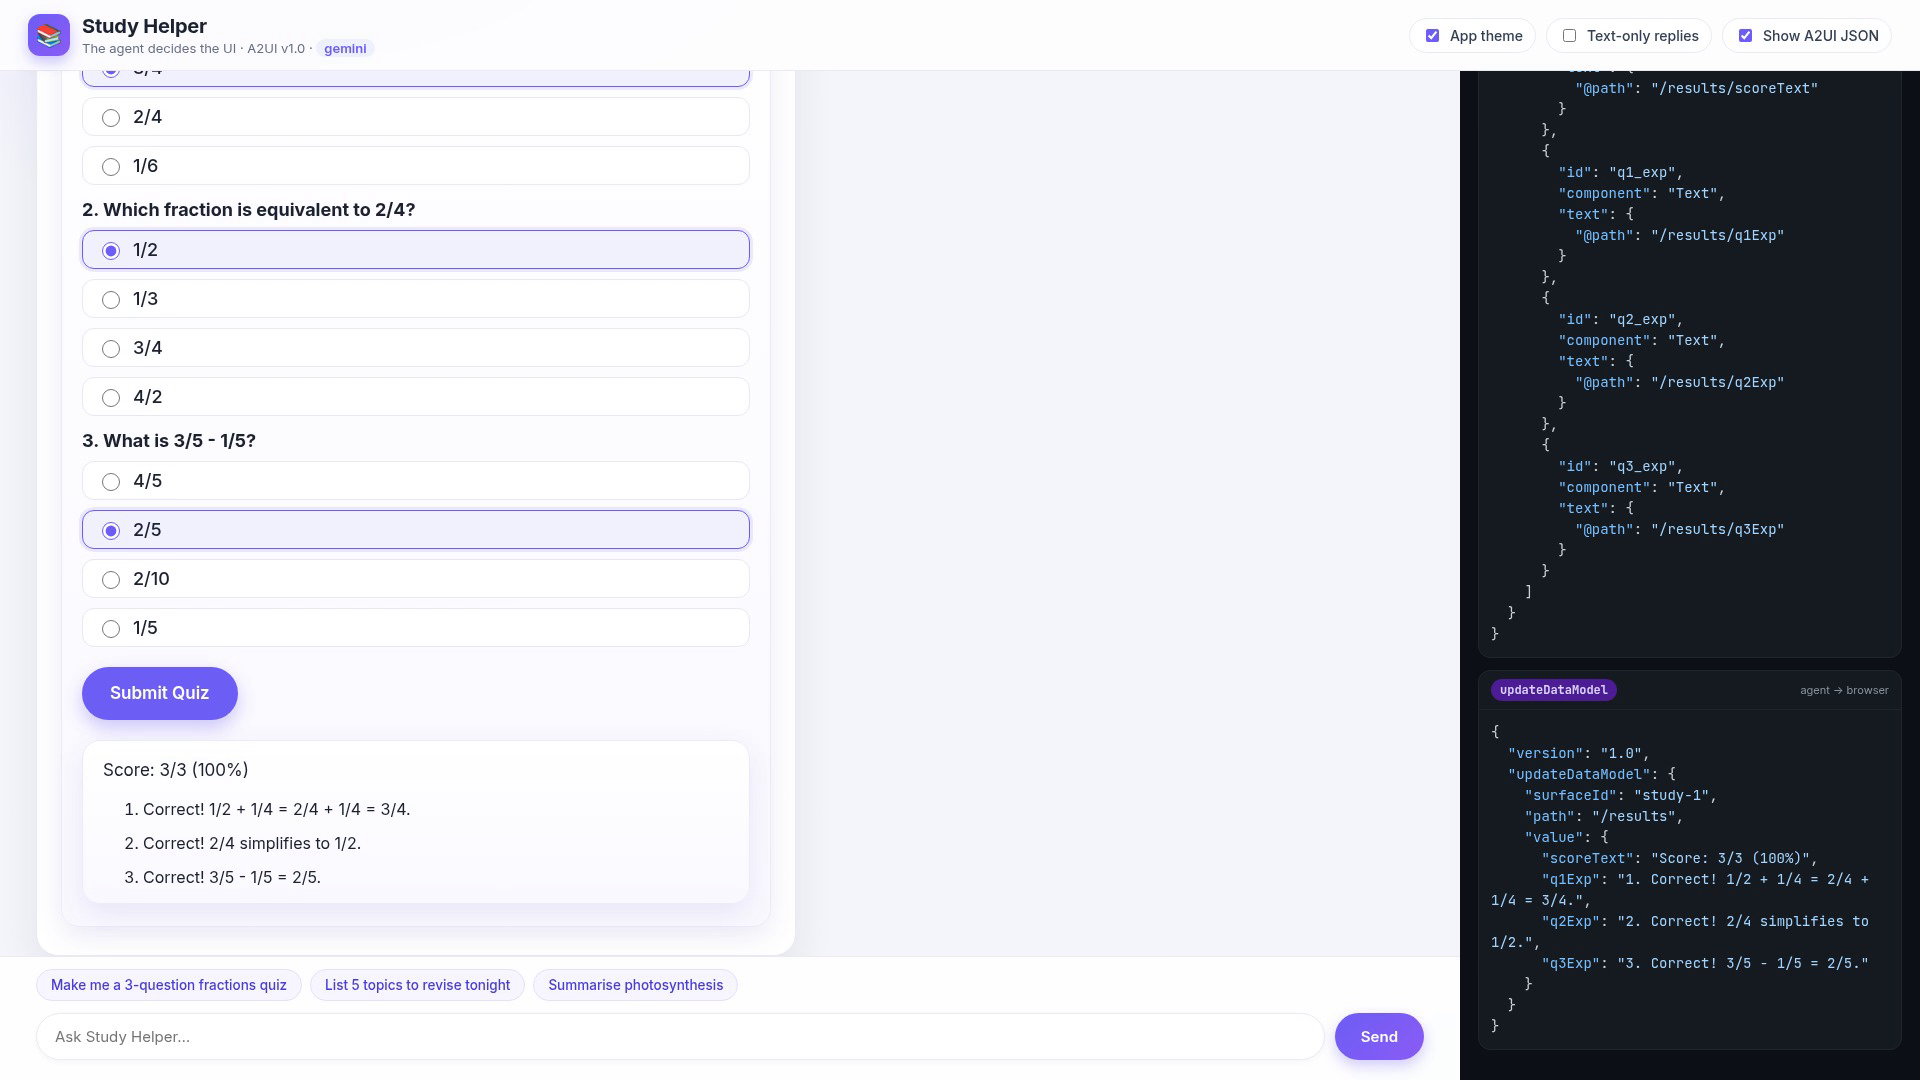 Study Helper
The agent decides the UI · A2UI v1.0 · gemini
App theme
Text-only replies
Show A2UI JSON
3/4
2/4
1/6
2. Which fraction is equivalent to 2/4?
1/2
1/3
3/4
4/2
3. What is 3/5 - 1/5?
4/5
2/5
2/10
1/5
Submit Quiz
Score: 3/3 (100%)
1. Correct! 1/2 + 1/4 = 2/4 + 1/4 = 3/4.
2. Correct! 2/4 simplifies to 1/2.
3. Correct! 3/5 - 1/5 = 2/5.
Make me a 3-question fractions quiz
List 5 topics to revise tonight
Summarise photosynthesis
Ask Study Helper...
Send
"@path": "/results/scoreText"
}
},
{
"id": "q1_exp",
"component": "Text",
"text": {
"@path": "/results/q1Exp"
}
},
{
"id": "q2_exp",
"component": "Text",
"text": {
"@path": "/results/q2Exp"
}
},
{
"id": "q3_exp",
"component": "Text",
"text": {
"@path": "/results/q3Exp"
}
}
]
}
}
updateDataModel
agent → browser
{
"version": "1.0",
"updateDataModel": {
"surfaceId": "study-1",
"path": "/results",
"value": {
"scoreText": "Score: 3/3 (100%)",
"q1Exp": "1. Correct! 1/2 + 1/4 = 2/4 +
1/4 = 3/4.",
"q2Exp": "2. Correct! 2/4 simplifies to
1/2.",
"q3Exp": "3. Correct! 3/5 - 1/5 = 2/5."
}
}
}